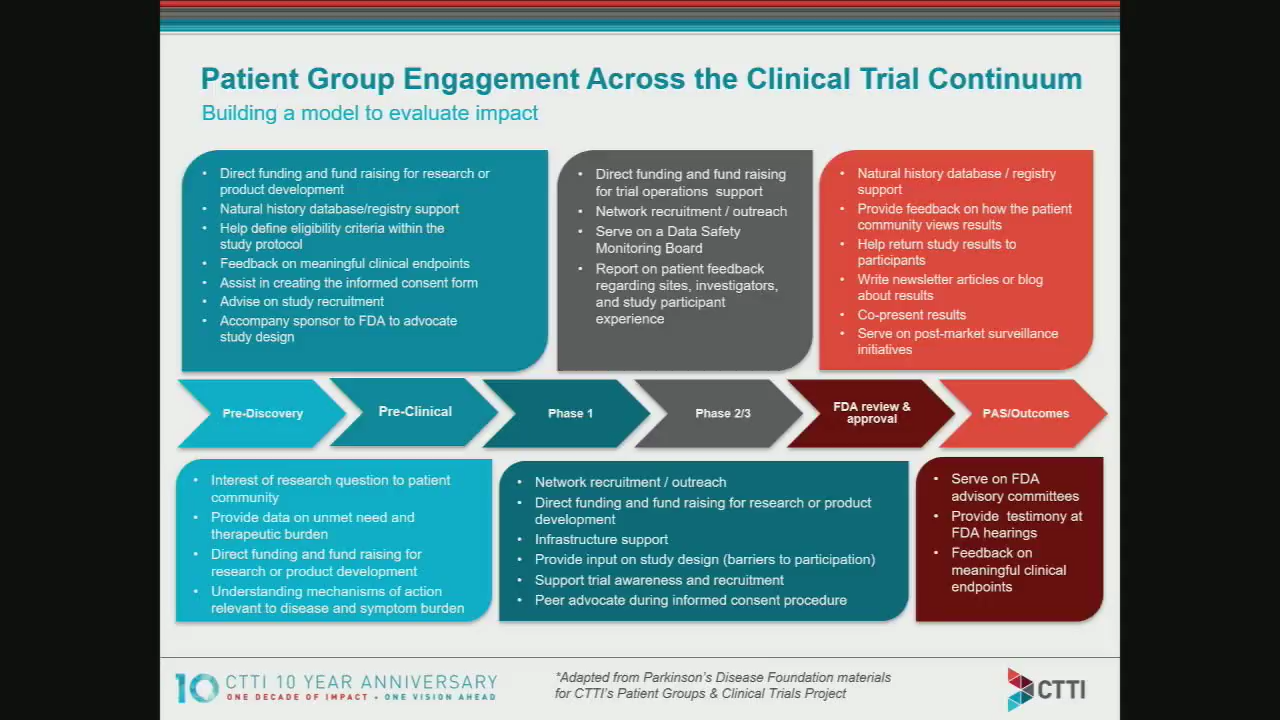 Patient Group Engagement Across the Clinical Trial Continuum
Building a model to evaluate impact
• Direct funding and fund raising for research or
product development
• Natural history database/registry support
• Help define eligibility criteria within the
study protocol
• Feedback on meaningful clinical endpoints
• Assist in creating the informed consent form
• Advise on study recruitment
• Accompany sponsor to FDA to advocate
study design
• Direct funding and fund raising
for trial operations support
• Network recruitment / outreach
• Serve on a Data Safety
Monitoring Board
• Report on patient feedback
regarding sites, investigators,
and study participant
experience
• Natural history database / registry
support
• Provide feedback on how the patient
community views results
• Help return study results to
participants
• Write newsletter articles or blog
about results
• Co-present results
• Serve on post-market surveillance
initiatives
Pre-Discovery
Pre-Clinical
Phase 1
Phase 2/3
FDA review &
approval
PAS/Outcomes
• Interest of research question to patient
community
• Provide data on unmet need and
therapeutic burden
• Direct funding and fund raising for
research or product development
• Understanding mechanisms of action
relevant to disease and symptom burden
• Network recruitment / outreach
• Direct funding and fund raising for research or product
development
• Infrastructure support
• Provide input on study design (barriers to participation)
• Support trial awareness and recruitment
• Peer advocate during informed consent procedure
• Serve on FDA
advisory committees
• Provide testimony at
FDA hearings
• Feedback on
meaningful clinical
endpoints
10 CTTI 10 YEAR ANNIVERSARY
ONE DECADE OF IMPACT • ONE VISION AHEAD
*Adapted from Parkinson's Disease Foundation materials
for CTTI's Patient Groups & Clinical Trials Project
CTTI